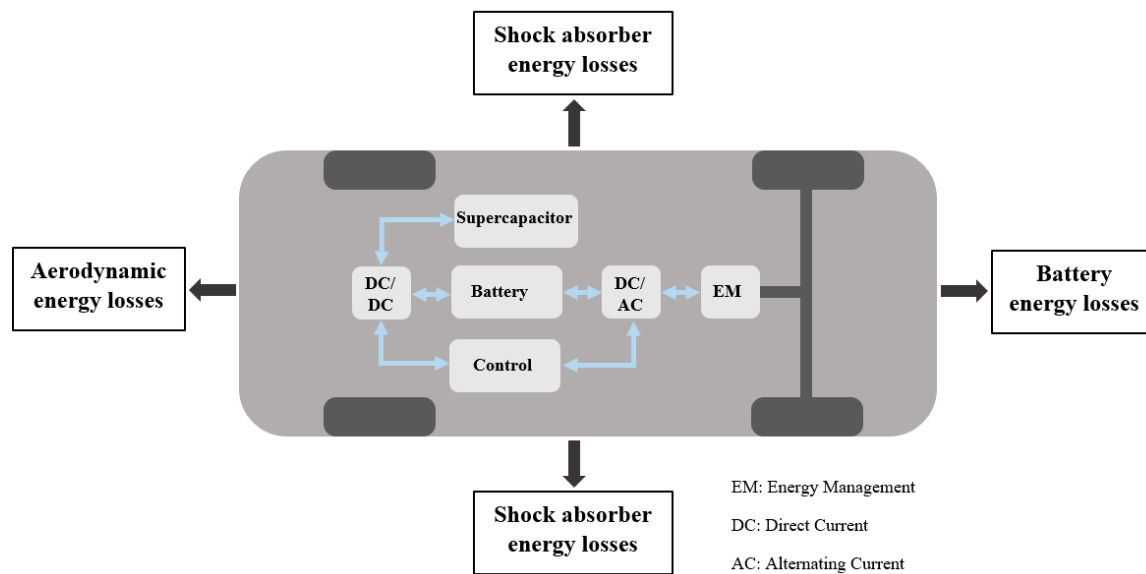 Shock absorber
energy losses
Supercapacitor
Aerodynamic
energy losses
DC/
DC
Battery
DC/
AC
EM
Battery
energy losses
Control
Shock absorber
energy losses
EM: Energy Management
DC: Direct Current
AC: Alternating Current